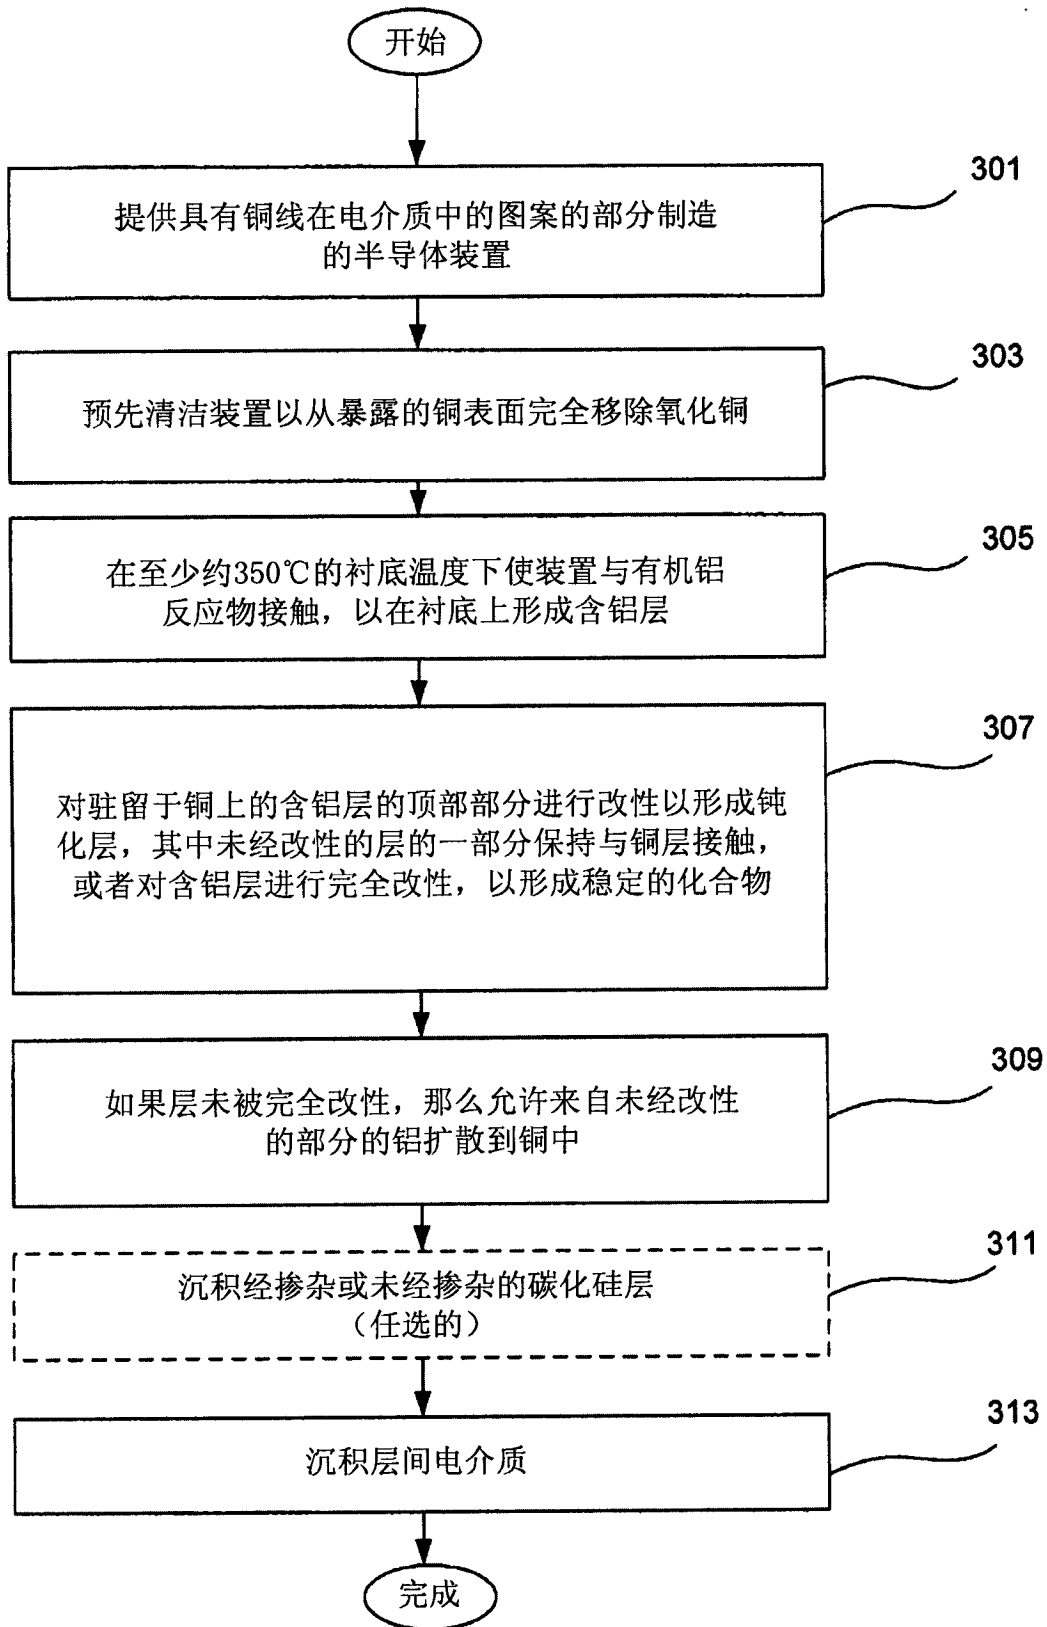 开始
301
提供具有铜线在电介质中的图案的部分制造
的半导体装置
303
预先清洁装置以从暴露的铜表面完全移除氧化铜
305
在至少约350℃的衬底温度下使装置与有机铝
反应物接触，以在衬底上形成含铝层
307
对驻留于铜上的含铝层的顶部部分进行改性以形成钝
化层，其中未经改性的层的一部分保持与铜层接触，
或者对含铝层进行完全改性，以形成稳定的化合物
309
如果层未被完全改性，那么允许来自未经改性
的部分的铝扩散到铜中
311
沉积经掺杂或未经掺杂的碳化硅层
（任选的）
313
沉积层间电介质
完成